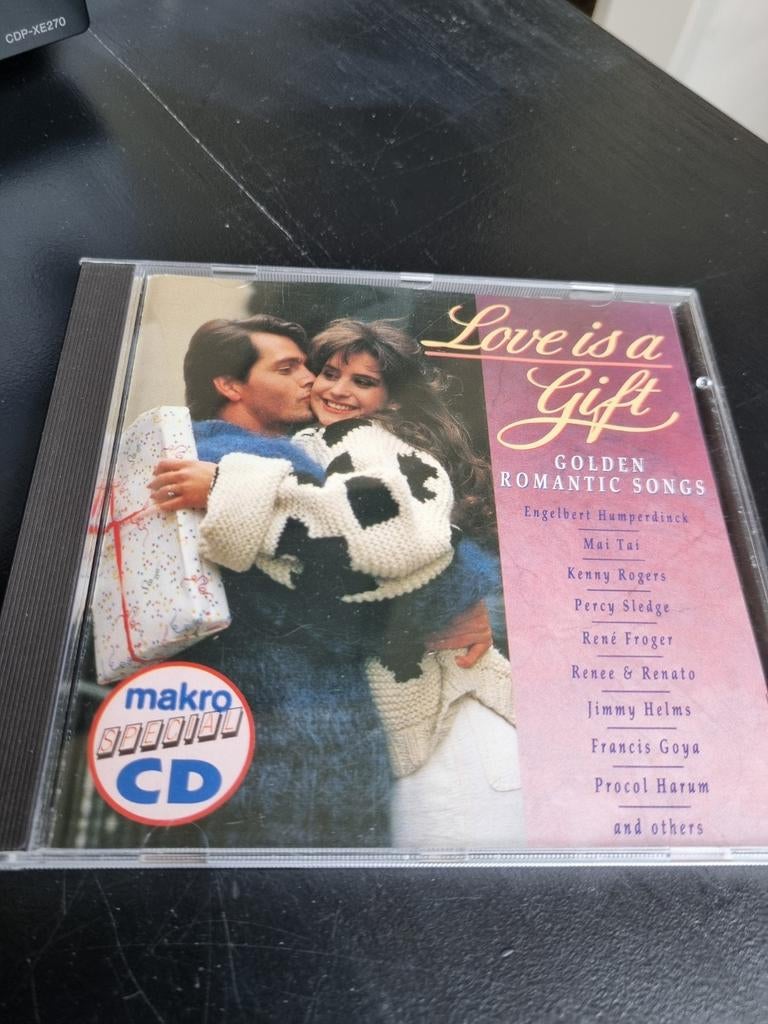 CDP-XE270
Love is a
Gift
GOLDEN
ROMANTIC SONGS
Engelbert Humperdinck
Mai Tai
Kenny Rogers
Percy Sledge
René Froger
Renee & Renato
Jimmy Helms
Francis Goya
Procol Harum
and others
makro
SPECIAL
CD